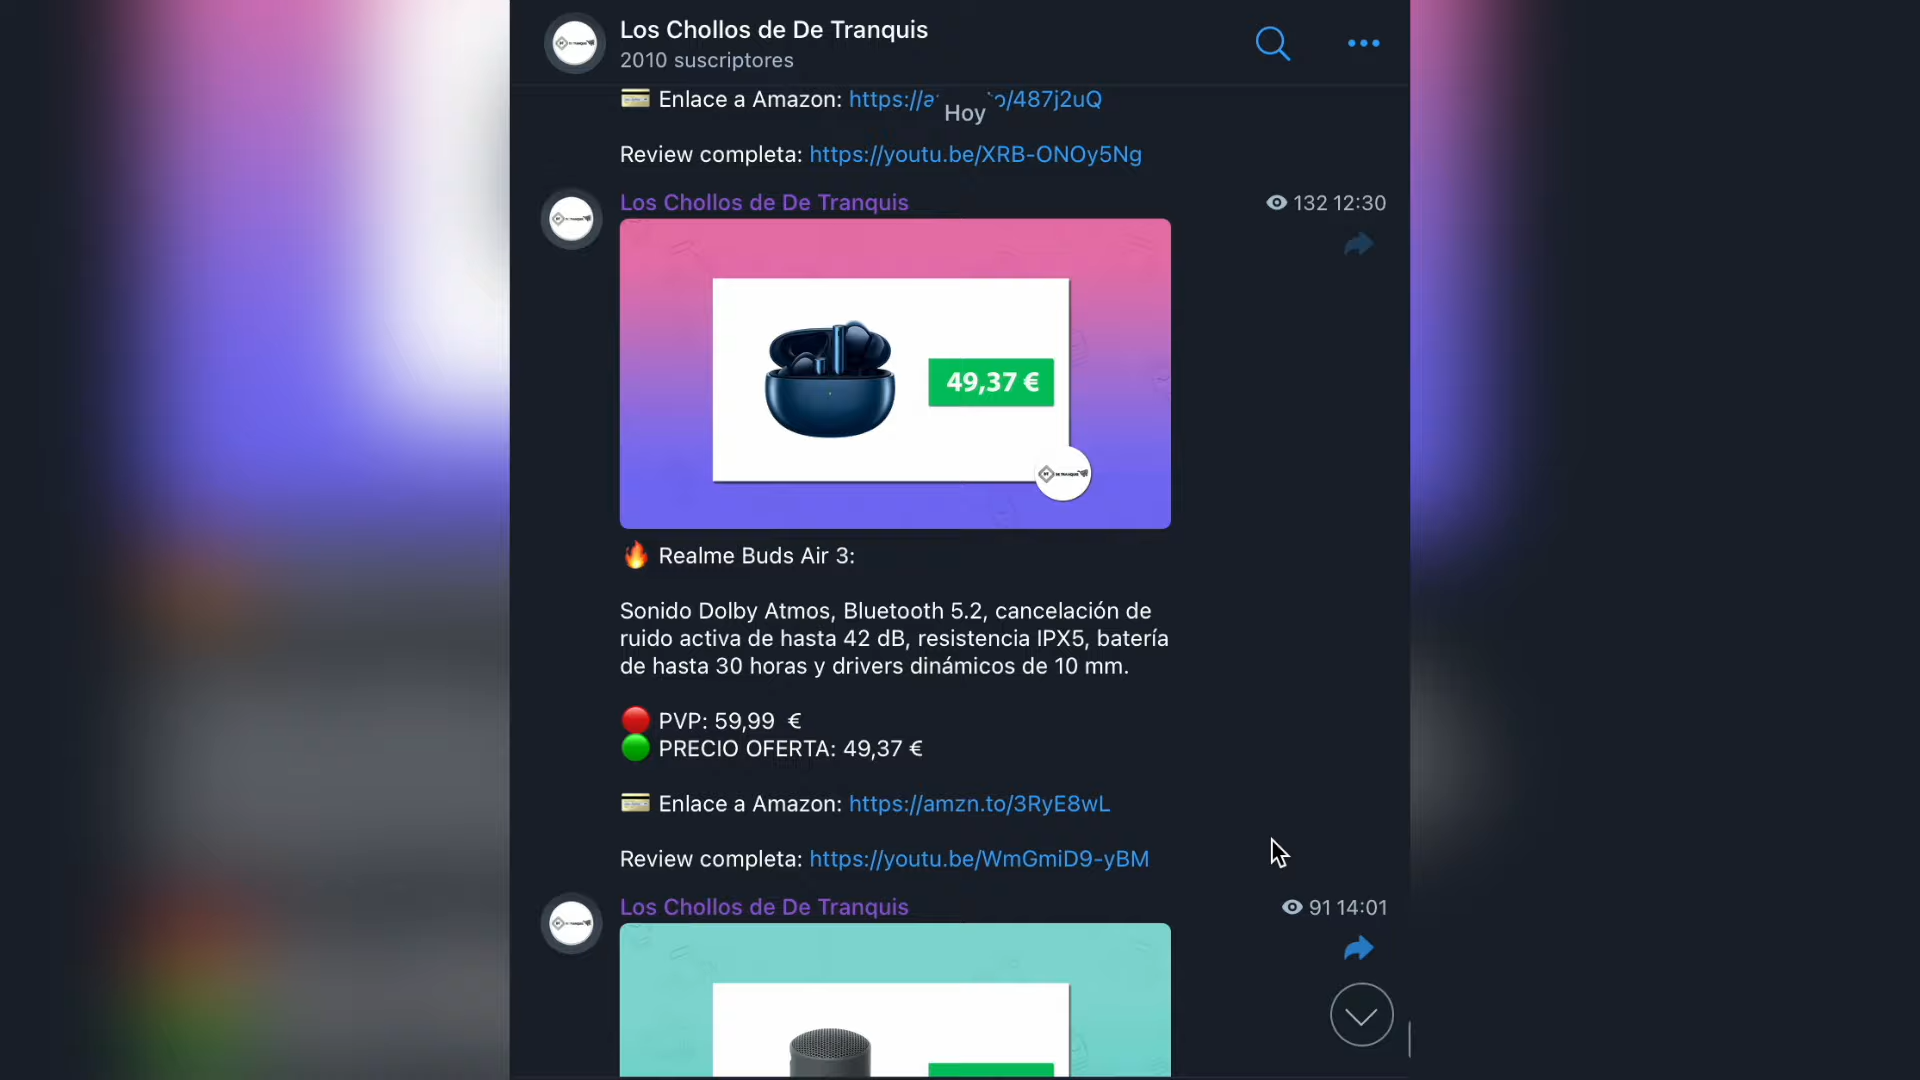 Los Chollos de De Tranquis
2010 suscriptores
Enlace a Amazon: https://a o/487j2uQ
Hoy
Review completa: https://youtu.be/XRB-ONOy5Ng
Los Chollos de De Tranquis
132 12:30
49,37 €
DE TRANQUIS
Realme Buds Air 3:
Sonido Dolby Atmos, Bluetooth 5.2, cancelación de
ruido activa de hasta 42 dB, resistencia IPX5, batería
de hasta 30 horas y drivers dinámicos de 10 mm.
PVP: 59,99 €
PRECIO OFERTA: 49,37 €
Enlace a Amazon: https://amzn.to/3RyE8wL
Review completa: https://youtu.be/WmGmiD9-yBM
Los Chollos de De Tranquis
91 14:01